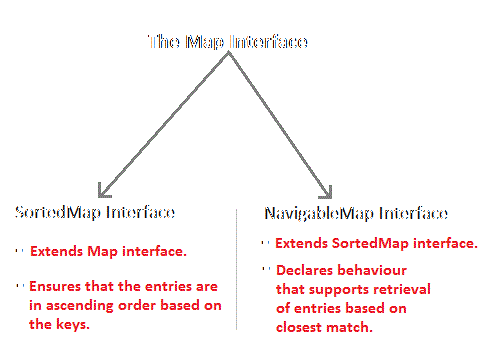 The Map Interface
SortedMap Interface
Extends Map interface.
Ensures that the entries are
in ascending order based on
the keys.
NavigableMap Interface
Extends SortedMap interface.
Declares behaviour
that supports retrieval
of entries based on
closest match.